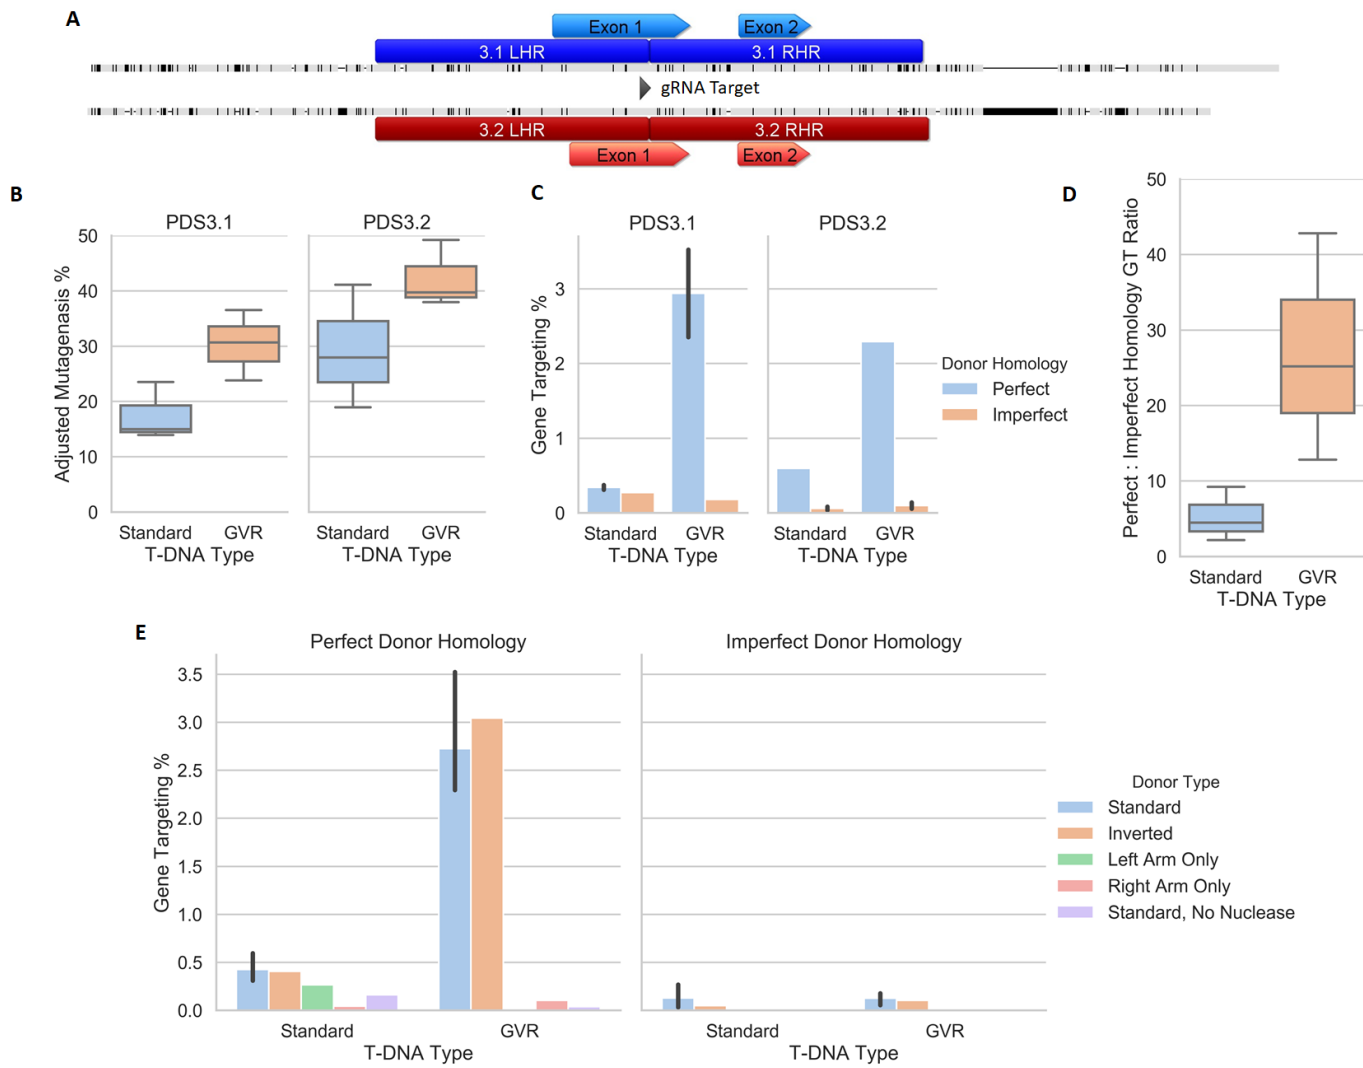 A
Exon 1 Exon 2
3.1 LHR 3.1 RHR
gRNA Target
3.2 LHR 3.2 RHR
Exon 1 Exon 2
B
PDS3.1 PDS3.2
Adjusted Mutagenasis %
50
40
30
20
10
0
Standard GVR Standard GVR
T-DNA Type T-DNA Type
C
PDS3.1 PDS3.2
Gene Targeting %
3
2
1
0
Standard GVR Standard GVR
T-DNA Type T-DNA Type
Donor Homology
Perfect
Imperfect
D
Perfect : Imperfect Homology GT Ratio
50
40
30
20
10
0
Standard GVR
T-DNA Type
E
Perfect Donor Homology Imperfect Donor Homology
Gene Targeting %
3.5
3.0
2.5
2.0
1.5
1.0
0.5
0.0
Standard GVR Standard GVR
T-DNA Type T-DNA Type
Donor Type
Standard
Inverted
Left Arm Only
Right Arm Only
Standard, No Nuclease